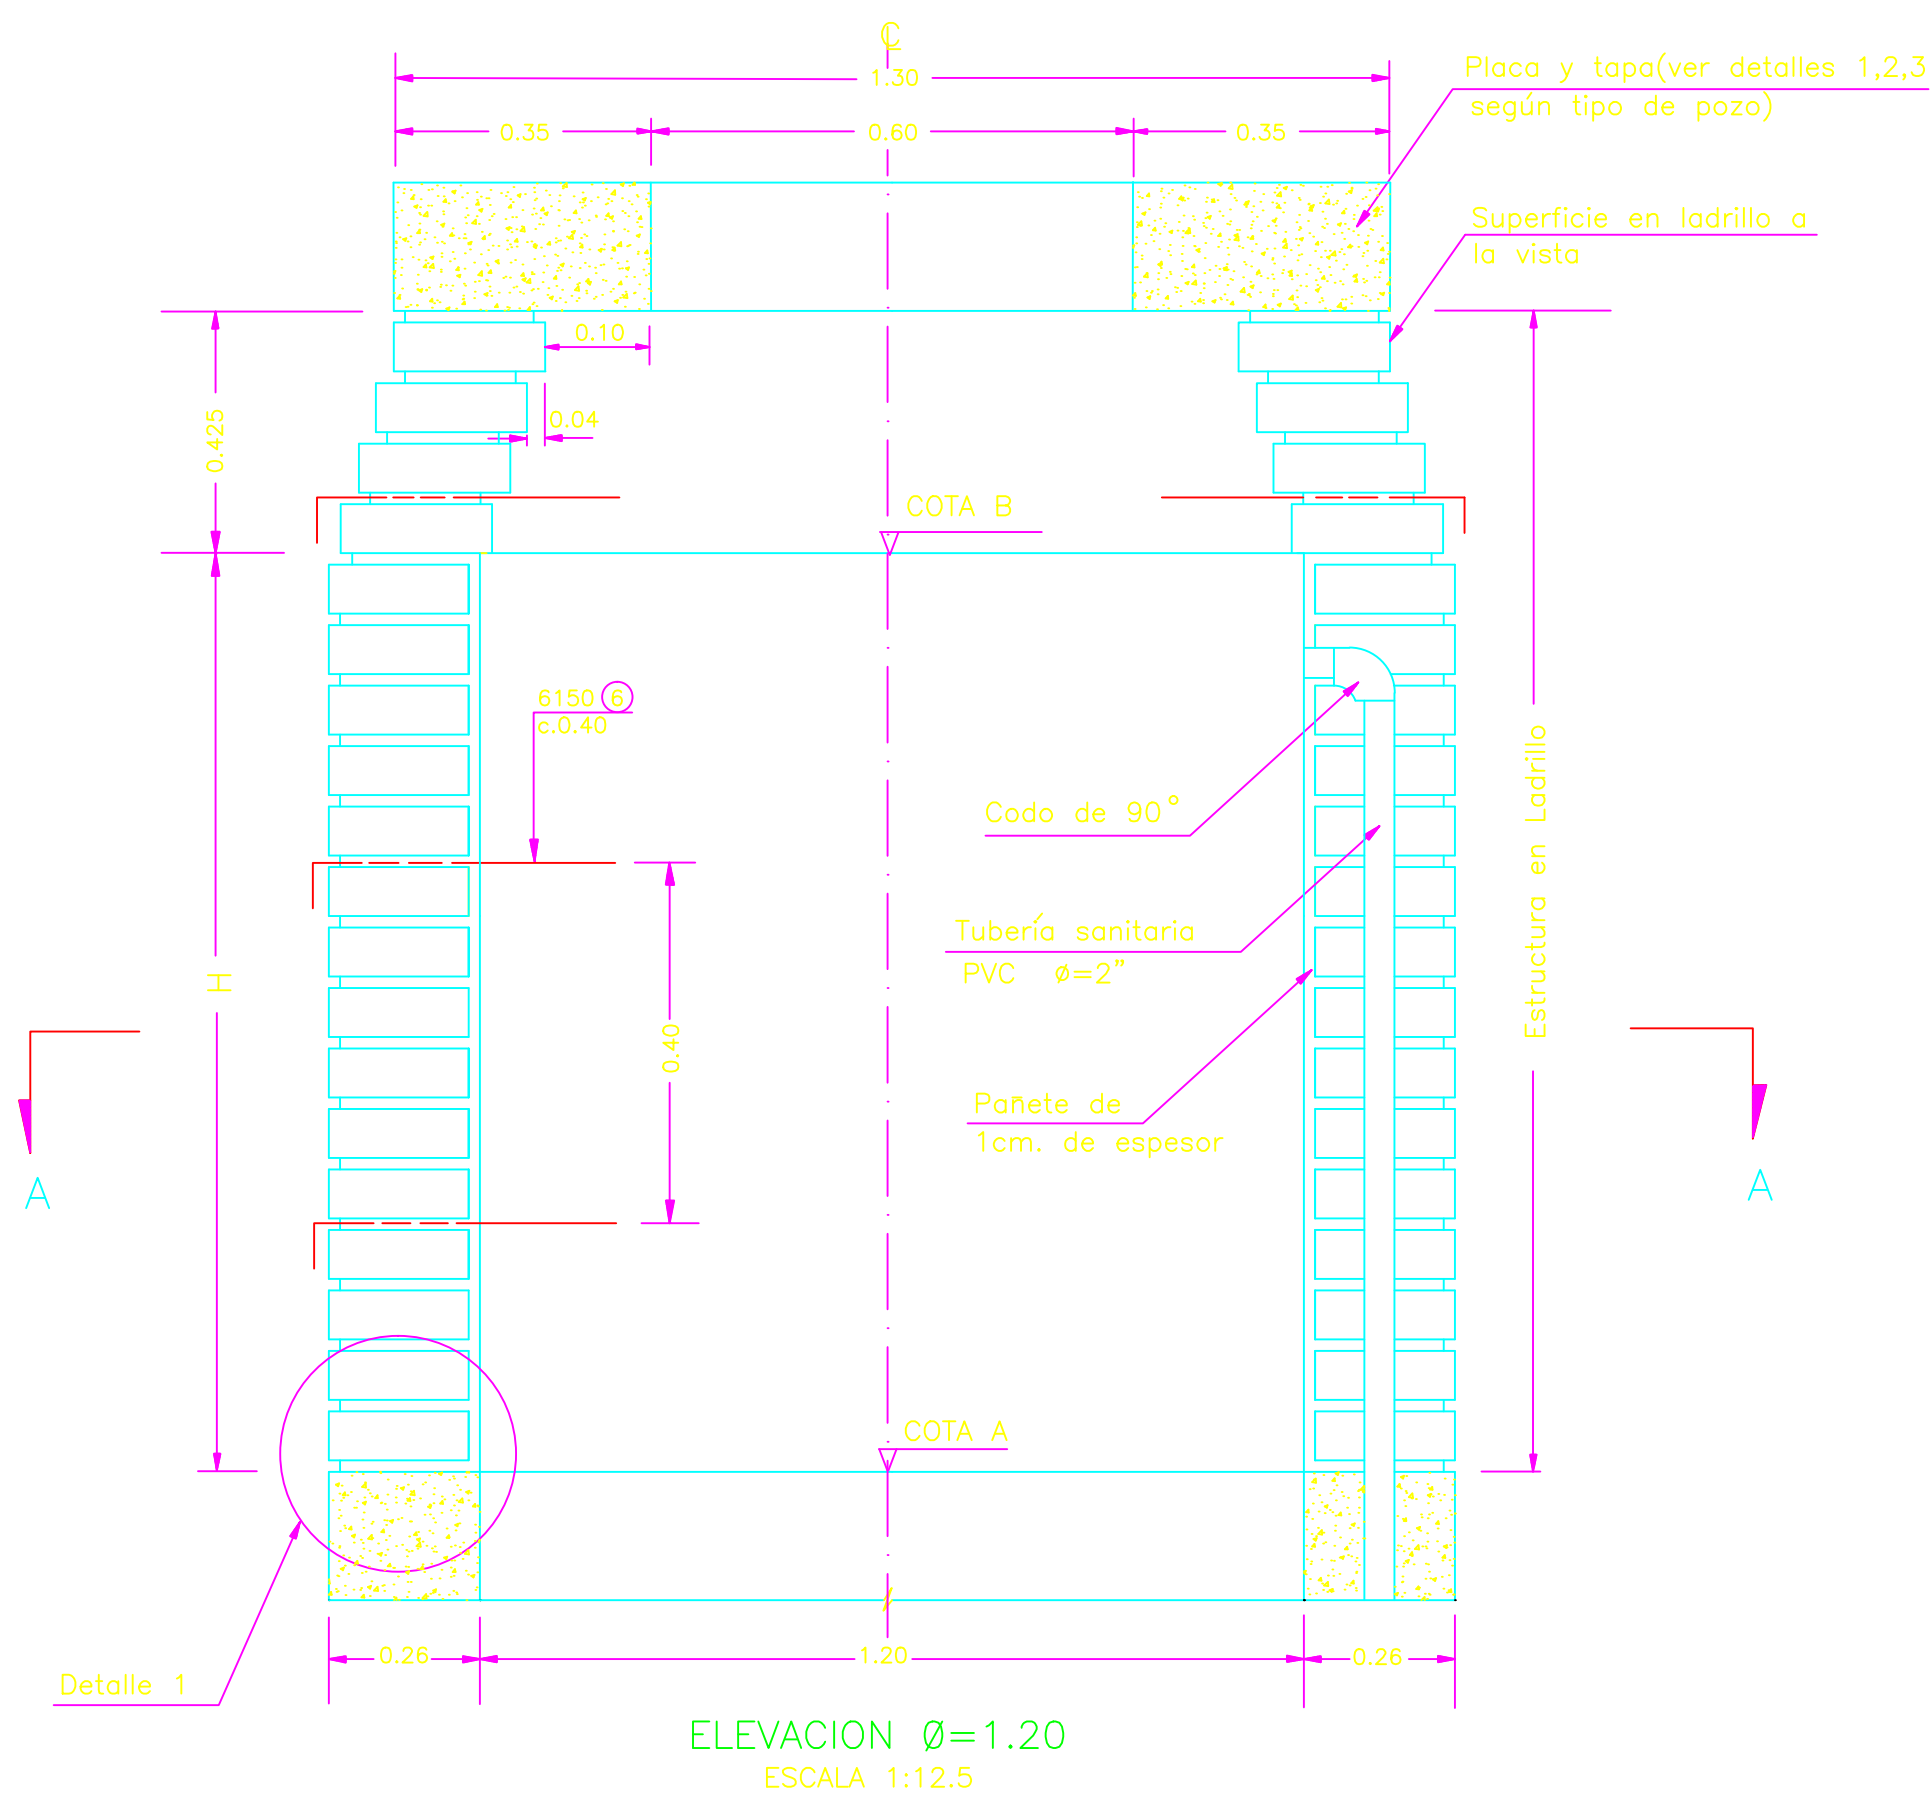 ℄
1.30
0.35
0.60
0.35
Placa y tapa(ver detalles 1,2,3
según tipo de pozo)
Superficie en ladrillo a
la vista
0.10
0.04
0.425
COTA B
6150 6
c.0.40
Codo de 90°
Estructura en Ladrillo
Tubería sanitaria
PVC ø=2"
H
0.40
Pañete de
1cm. de espesor
A
A
COTA A
0.26
1.20
0.26
Detalle 1
ELEVACION Ø=1.20
ESCALA 1:12.5